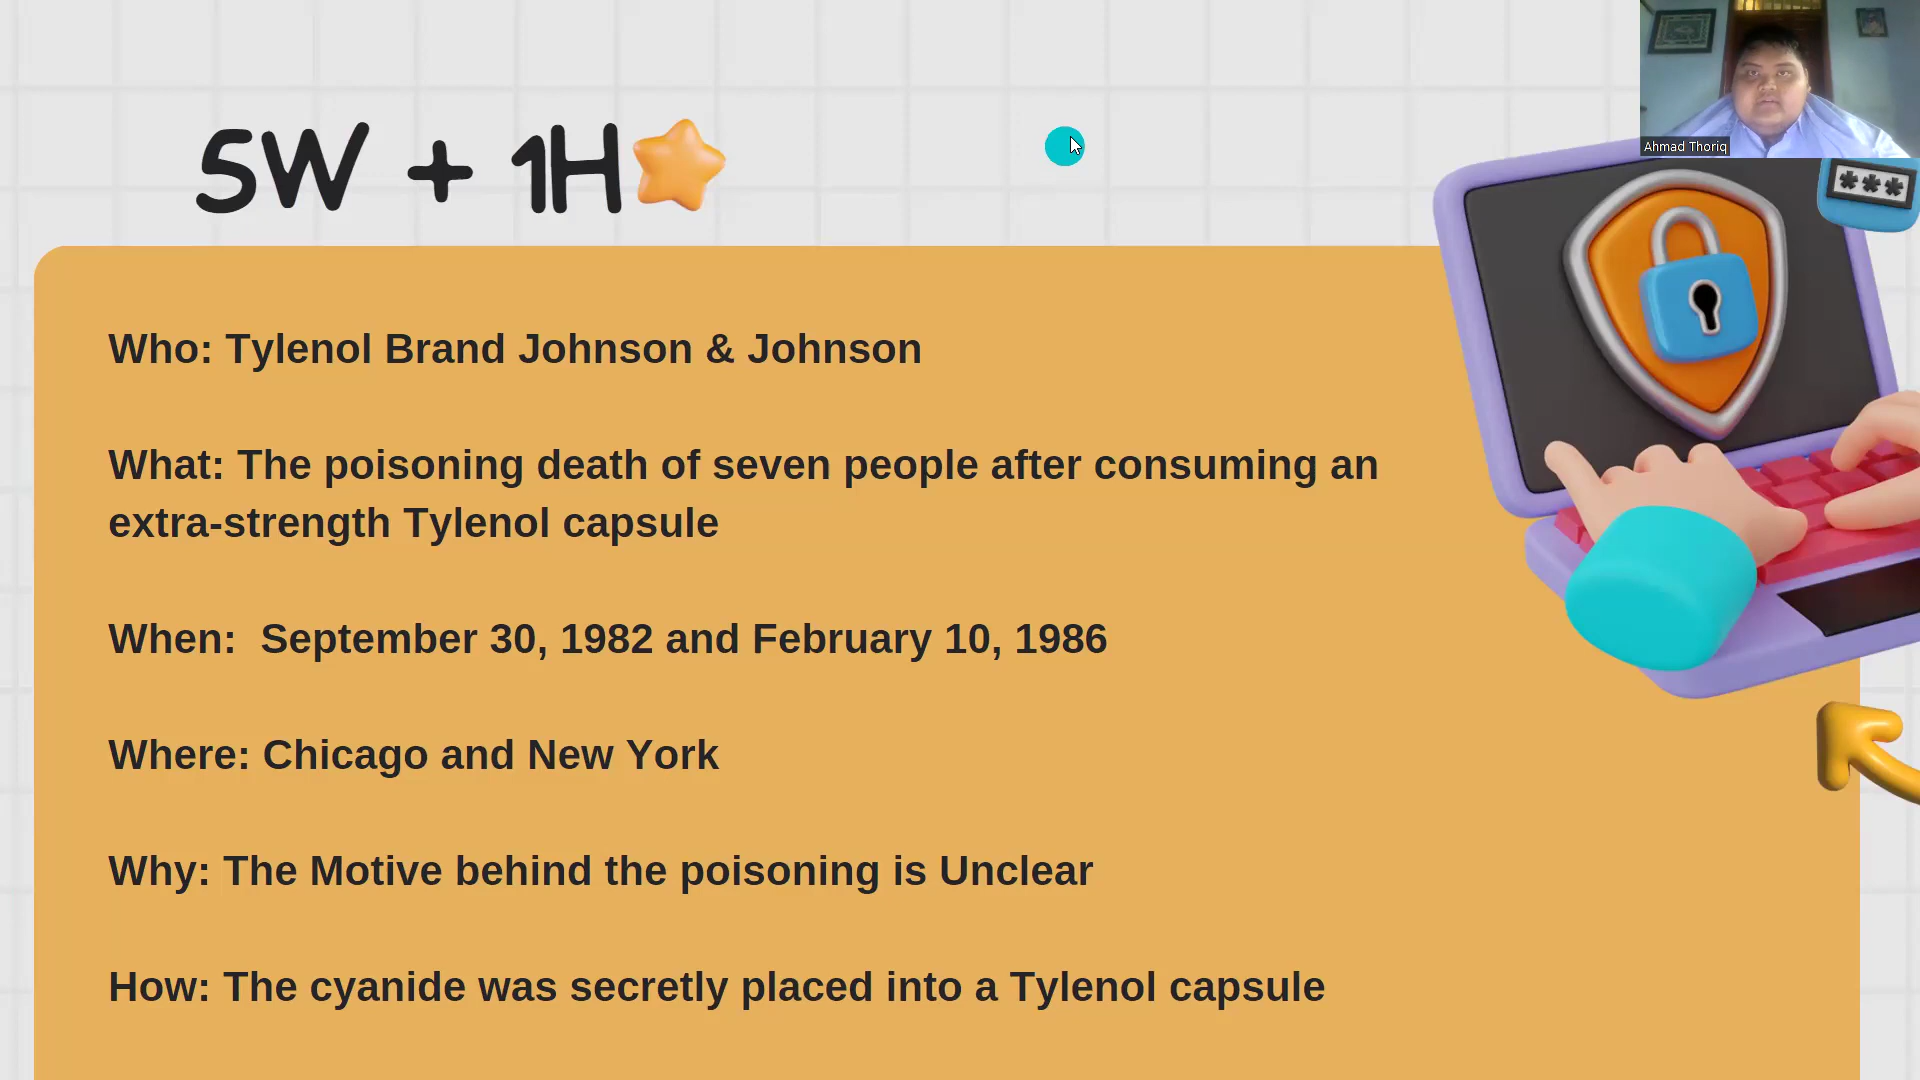 5W + 1H
Ahmad Thoriq
***
Who: Tylenol Brand Johnson & Johnson
What: The poisoning death of seven people after consuming an
extra-strength Tylenol capsule
When:  September 30, 1982 and February 10, 1986
Where: Chicago and New York
Why: The Motive behind the poisoning is Unclear
How: The cyanide was secretly placed into a Tylenol capsule